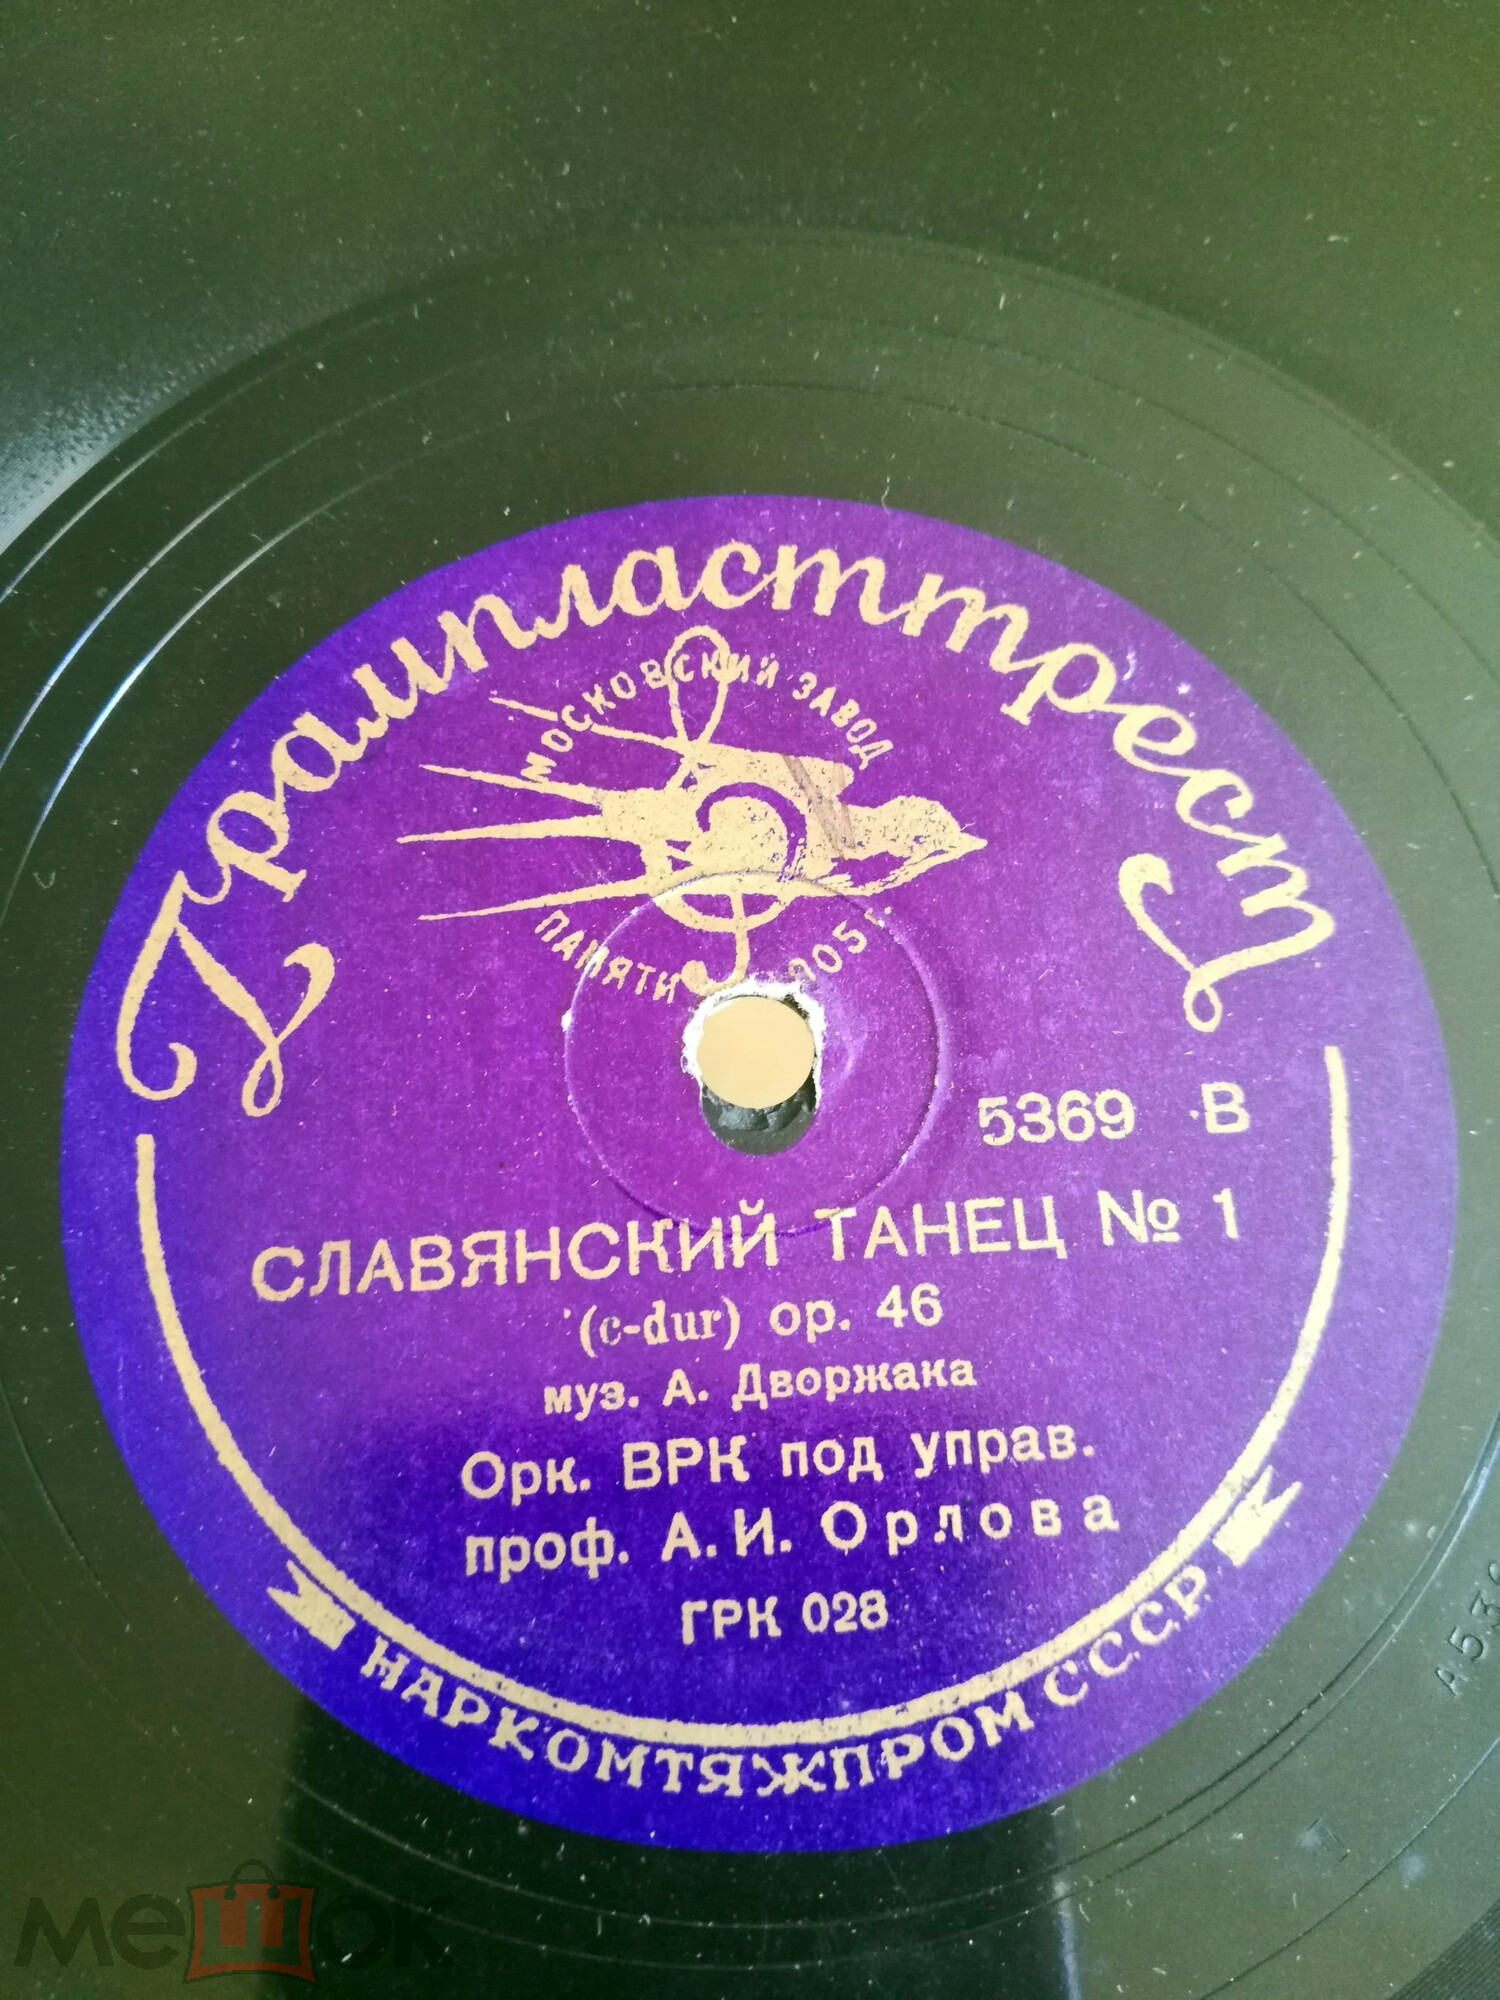 Грампласттрест
МОСКОВСКИЙ ЗАВОД
ПАМЯТИ 905 г.
5369 В
СЛАВЯНСКИЙ ТАНЕЦ № 1
(c-dur) op. 46
муз. А. Дворжака
Орк. ВРК под управ.
проф. А. И. Орлова
ГРК 028
НАРКОМТЯЖПРОМ СССР.
мешок